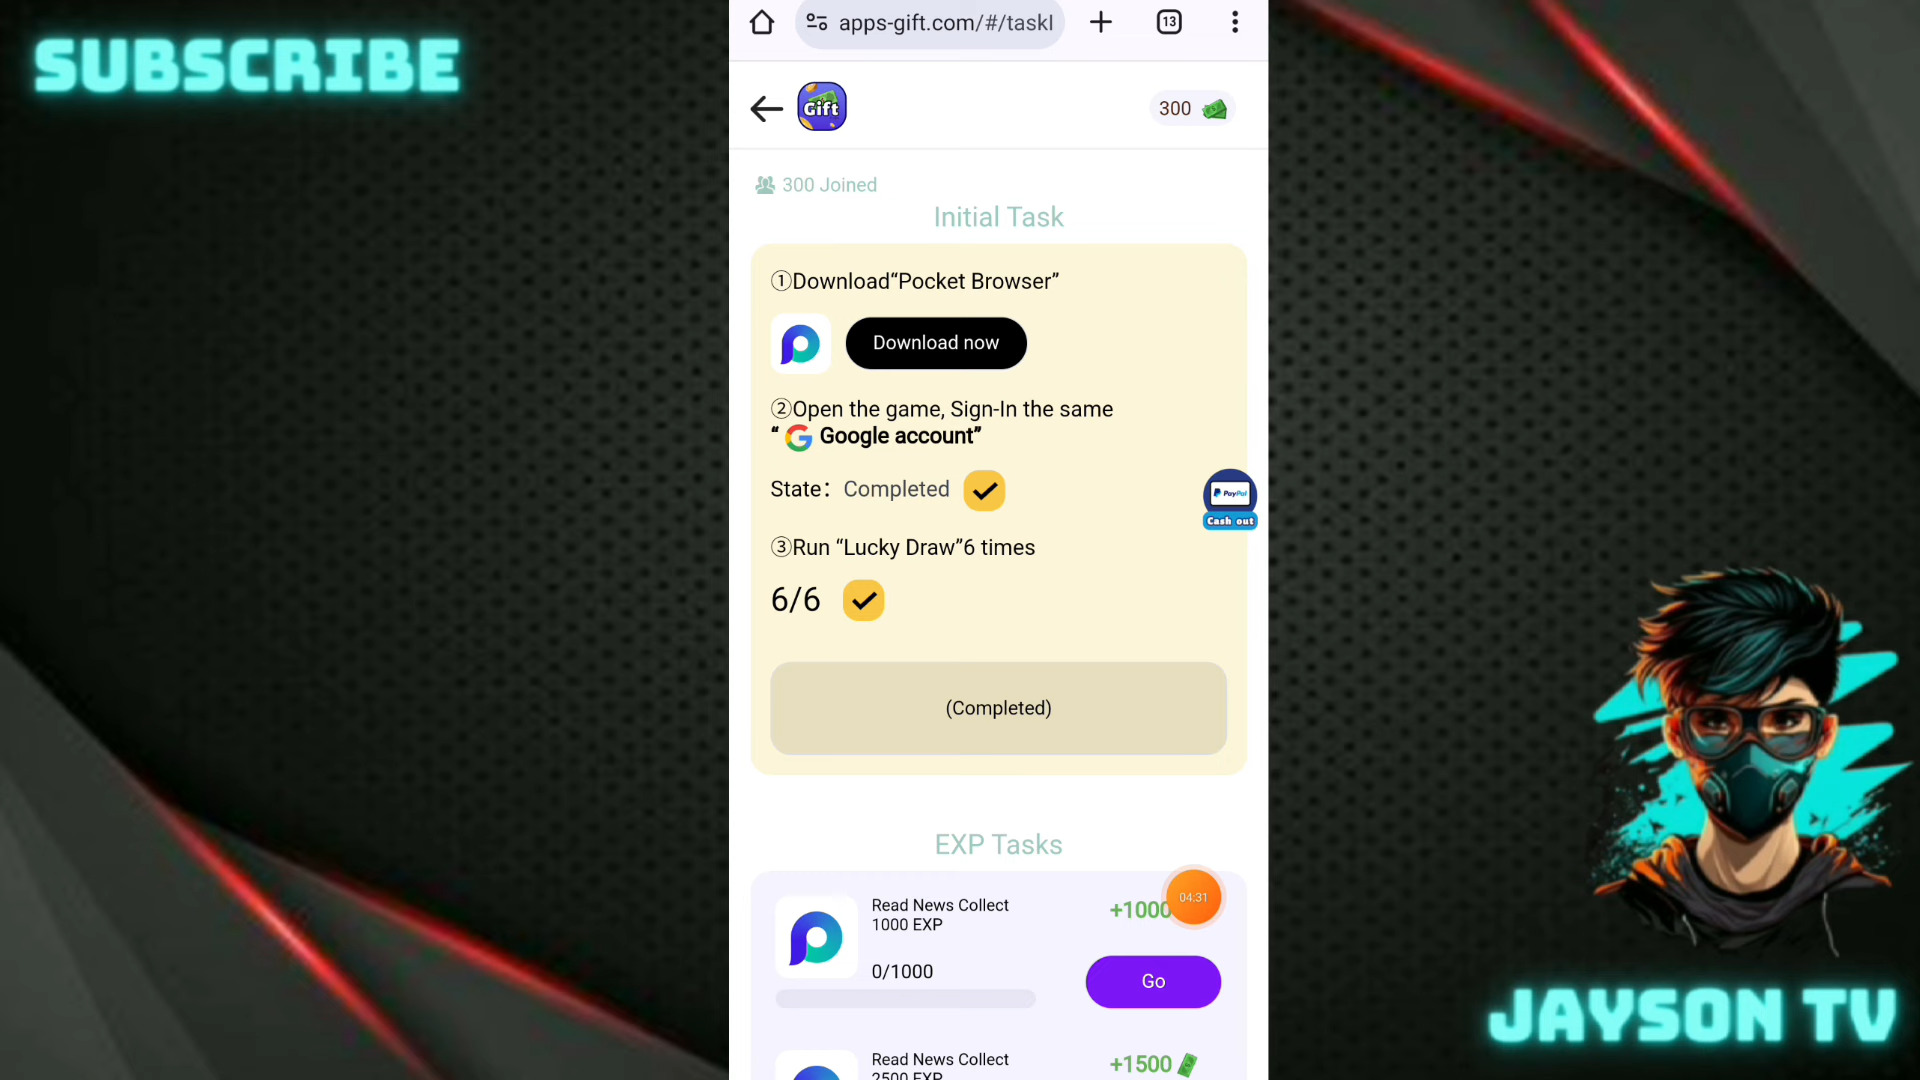 SUBSCRIBE
apps-gift.com/#/taskl
13
Gift
300
300 Joined
Initial Task
①Download“Pocket Browser”
Download now
②Open the game, Sign-In the same
“ Google account”
State： Completed
PayPal
Cash out
③Run “Lucky Draw”6 times
6/6
(Completed)
EXP Tasks
Read News Collect
1000 EXP
+1000
04:31
0/1000
Go
Read News Collect
2500 EXP
+1500
JAYSON TV